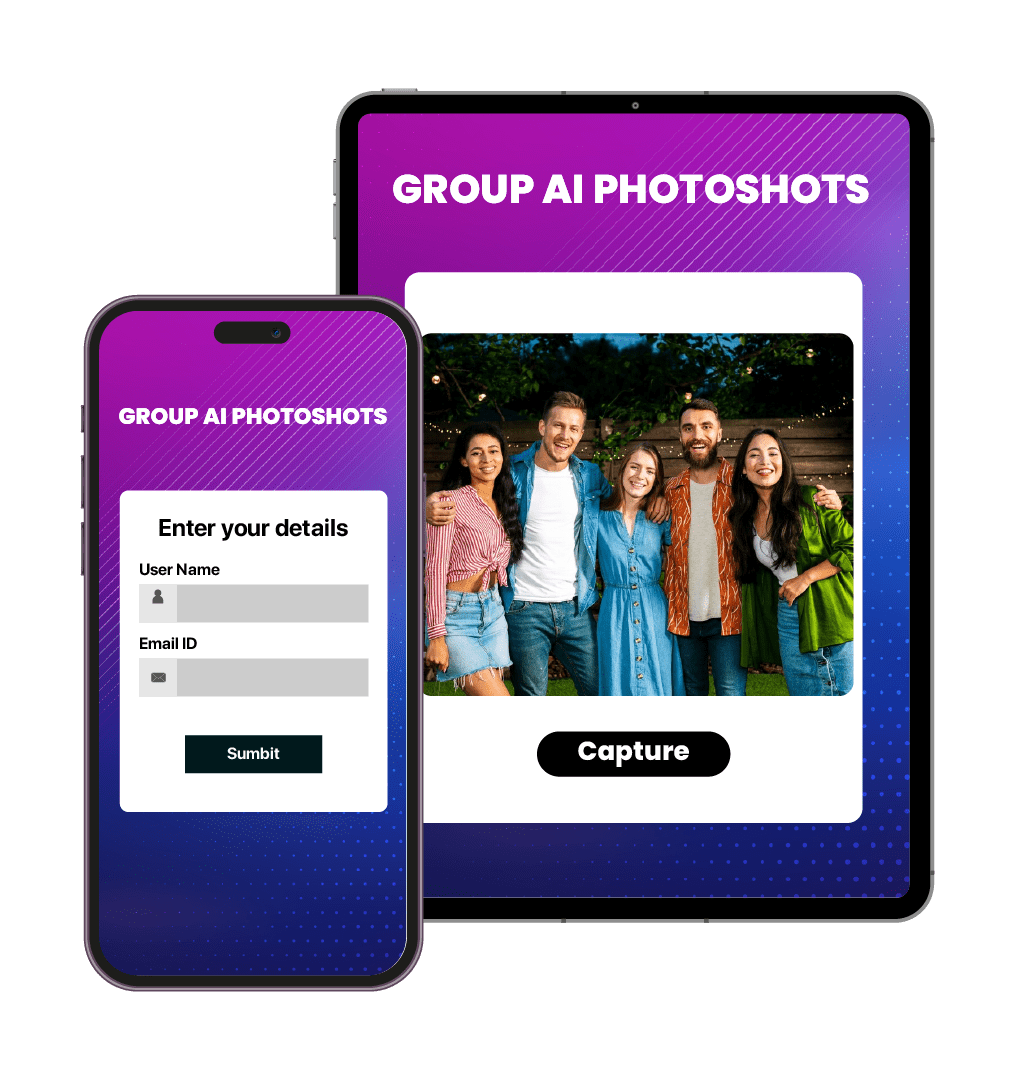 GROUP AI PHOTOSHOTS
Capture
GROUP AI PHOTOSHOTS
Enter your details
User Name
Email ID
Sumbit